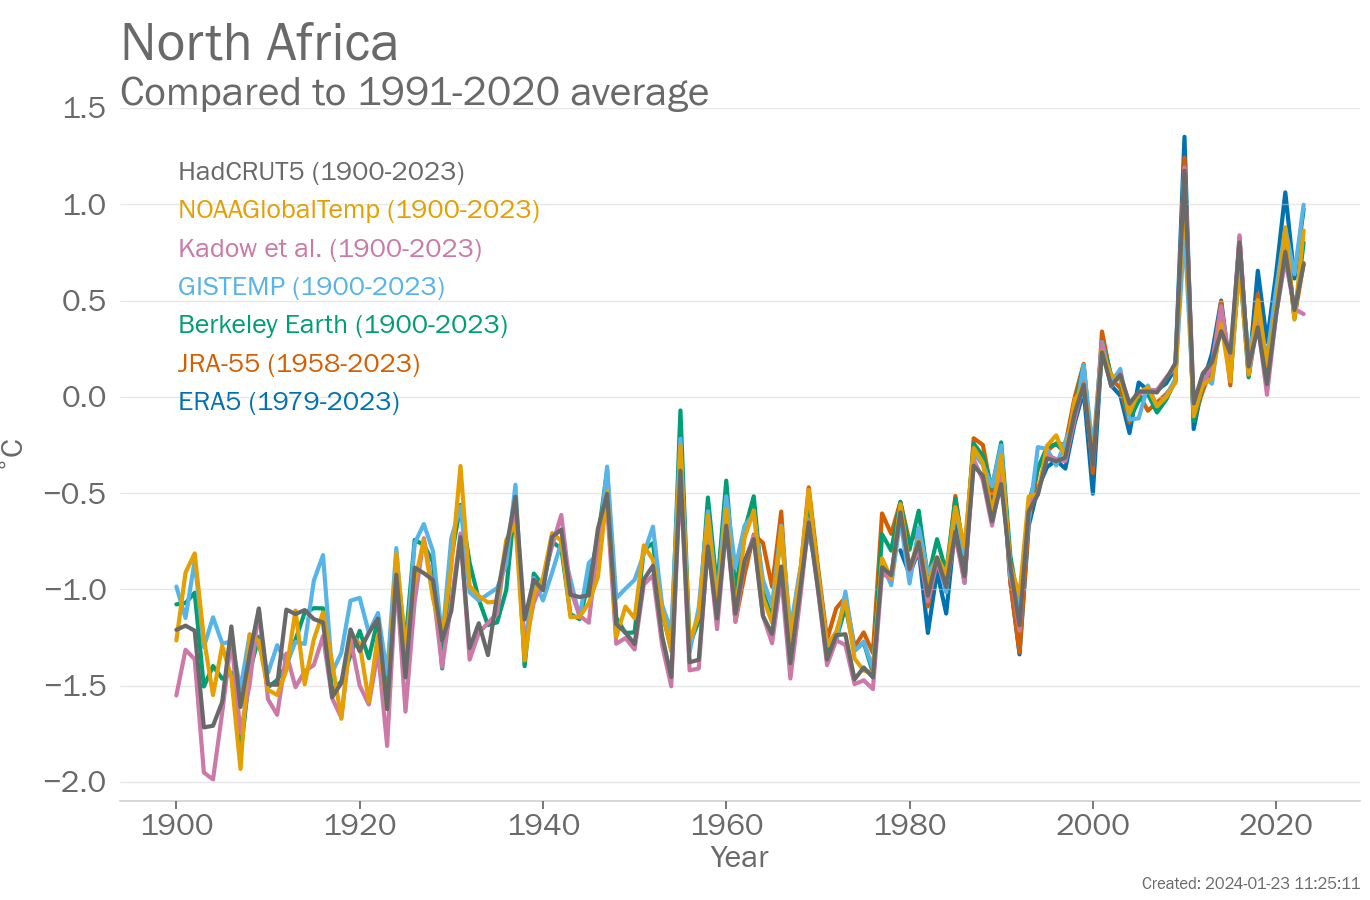 North Africa
Compared to 1991-2020 average
1.5
HadCRUT5 (1900-2023)
1.0
NOAAGlobalTemp (1900-2023)
Kadow et al. (1900-2023)
GISTEMP (1900-2023)
0.5
Berkeley Earth (1900-2023)
JRA-55 (1958-2023)
0.0
ERA5 (1979-2023)
°C
−0.5
−1.0
−1.5
−2.0
1900 1920 1940 1960 1980 2000 2020
Year
Created: 2024-01-23 11:25:11